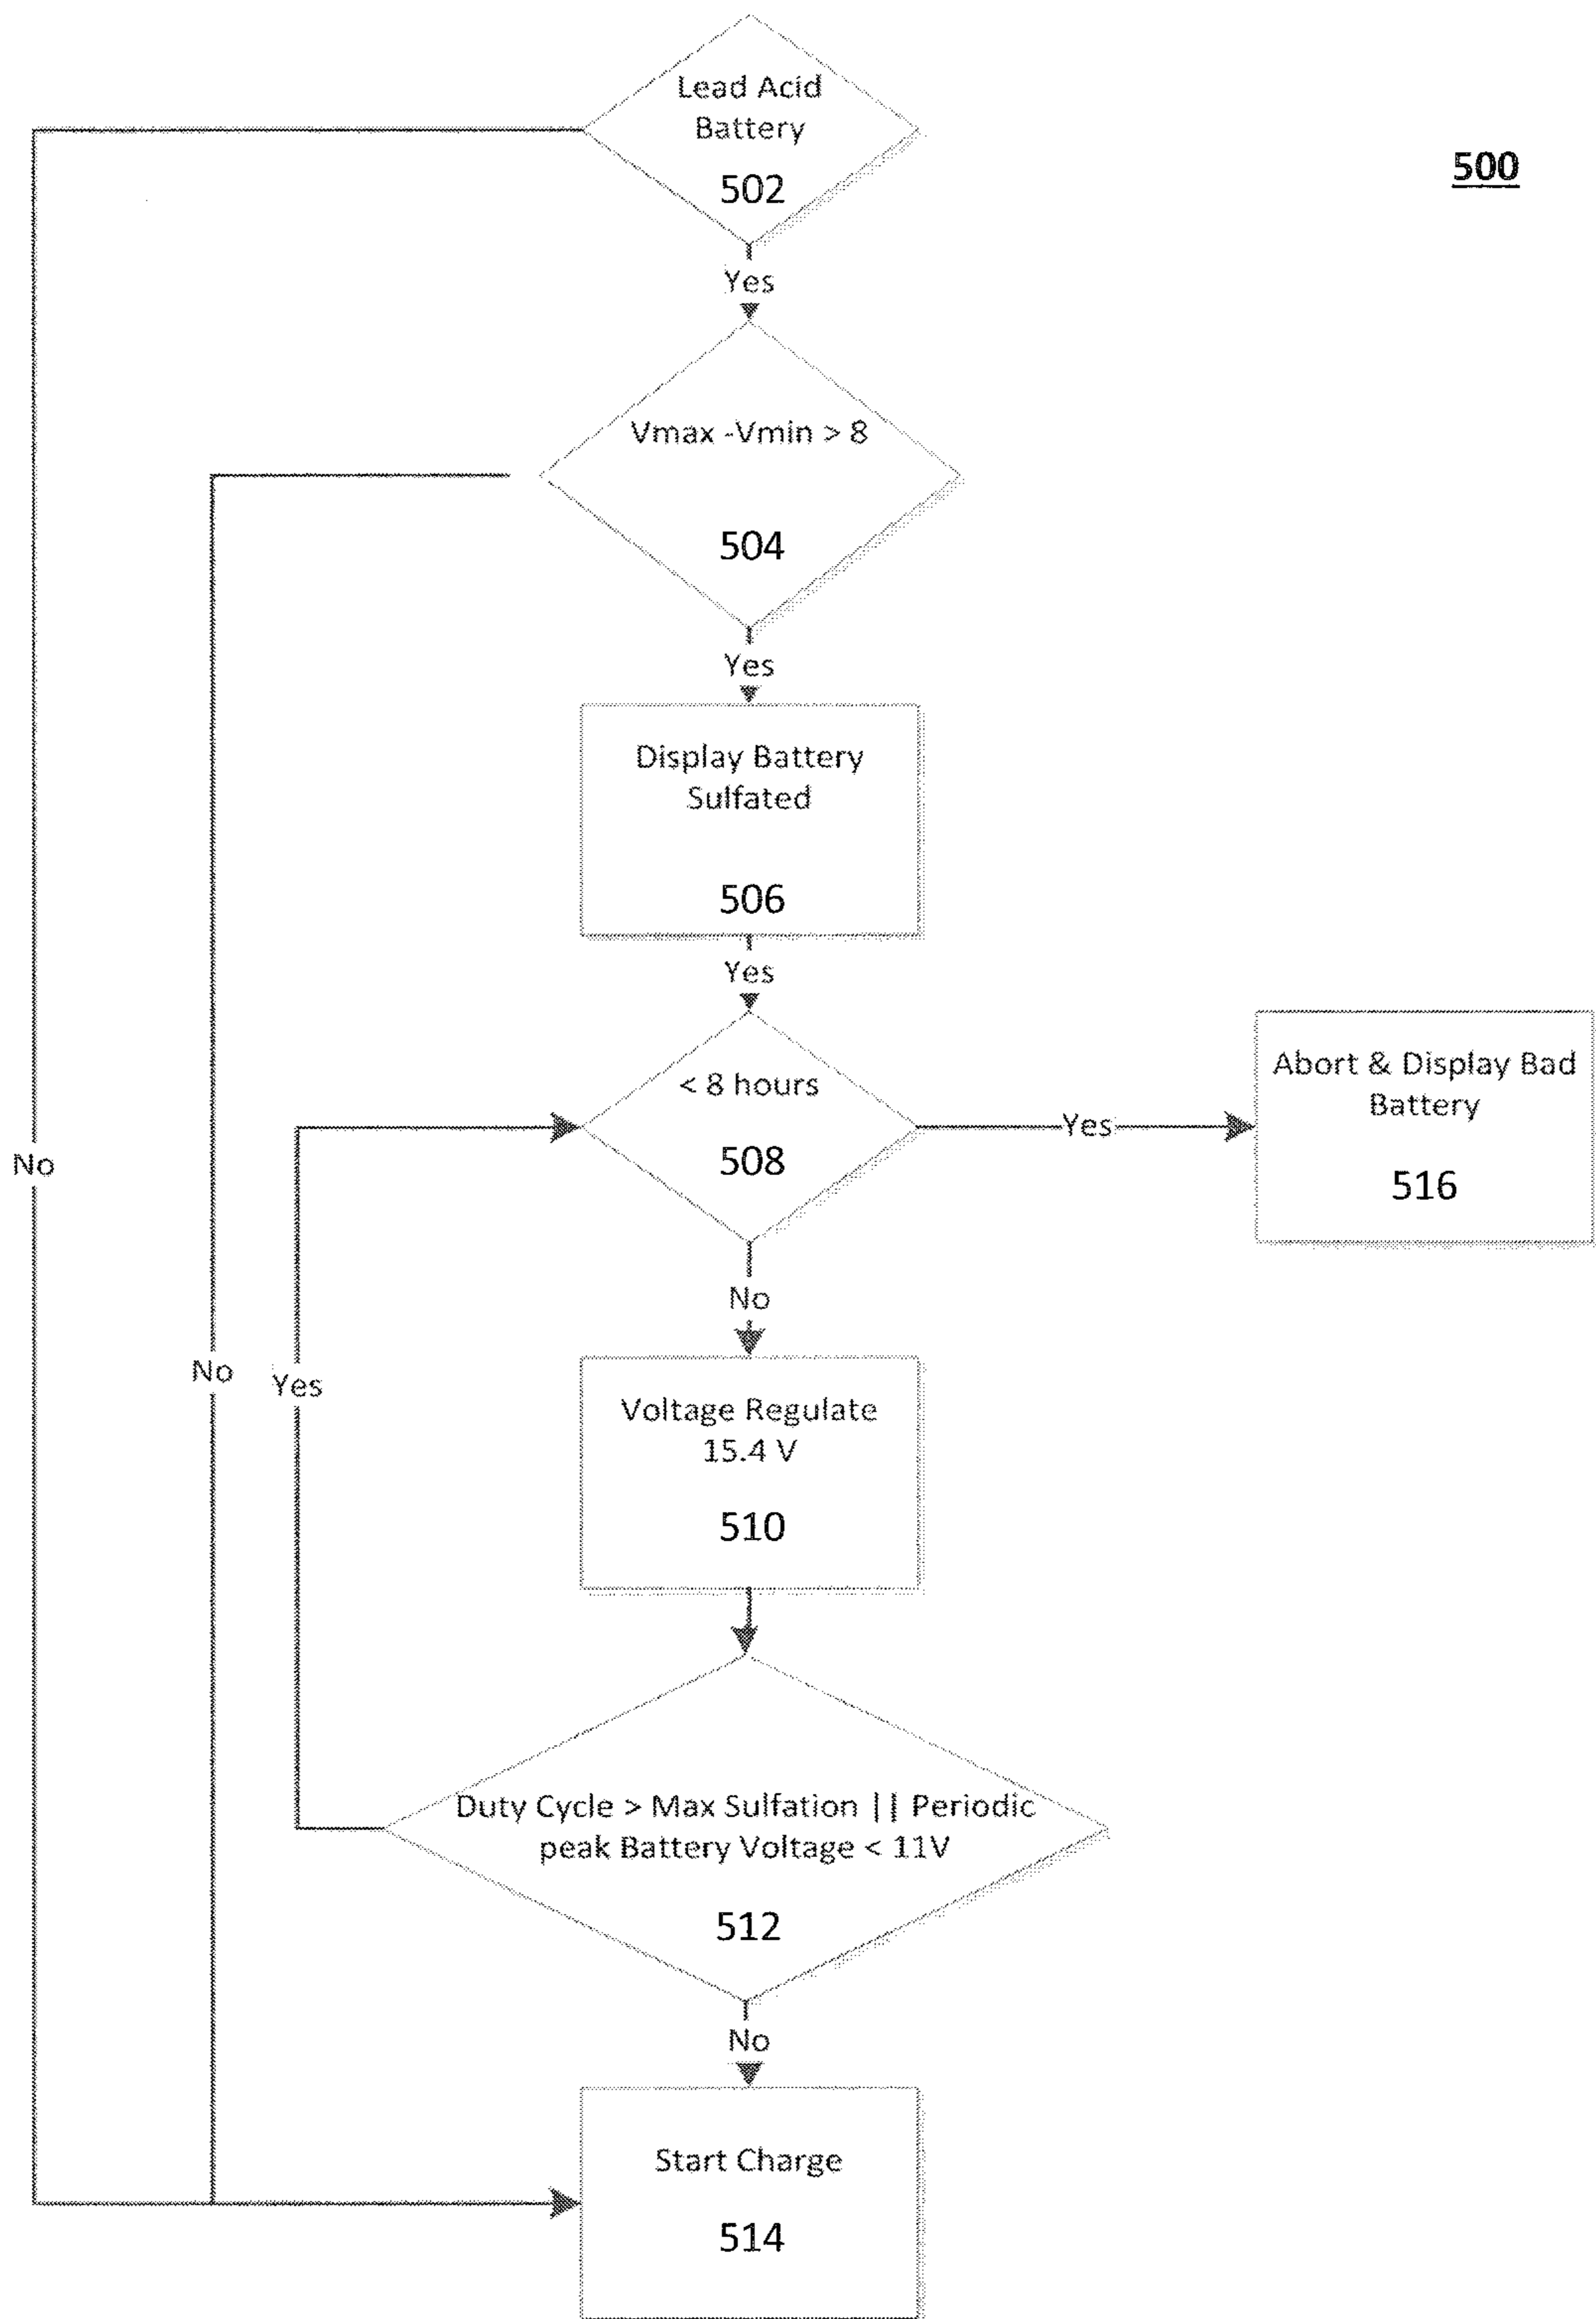 Lead Acid
Battery
502
500
Yes
Vmax -Vmin > 8
504
Yes
Display Battery
Sulfated
506
Yes
< 8 hours
508
Yes
Abort & Display Bad
Battery
516
No
No
Voltage Regulate
15.4 V
510
No
Yes
Duty Cycle > Max Sulfation || Periodic
peak Battery Voltage < 11V
512
No
Start Charge
514